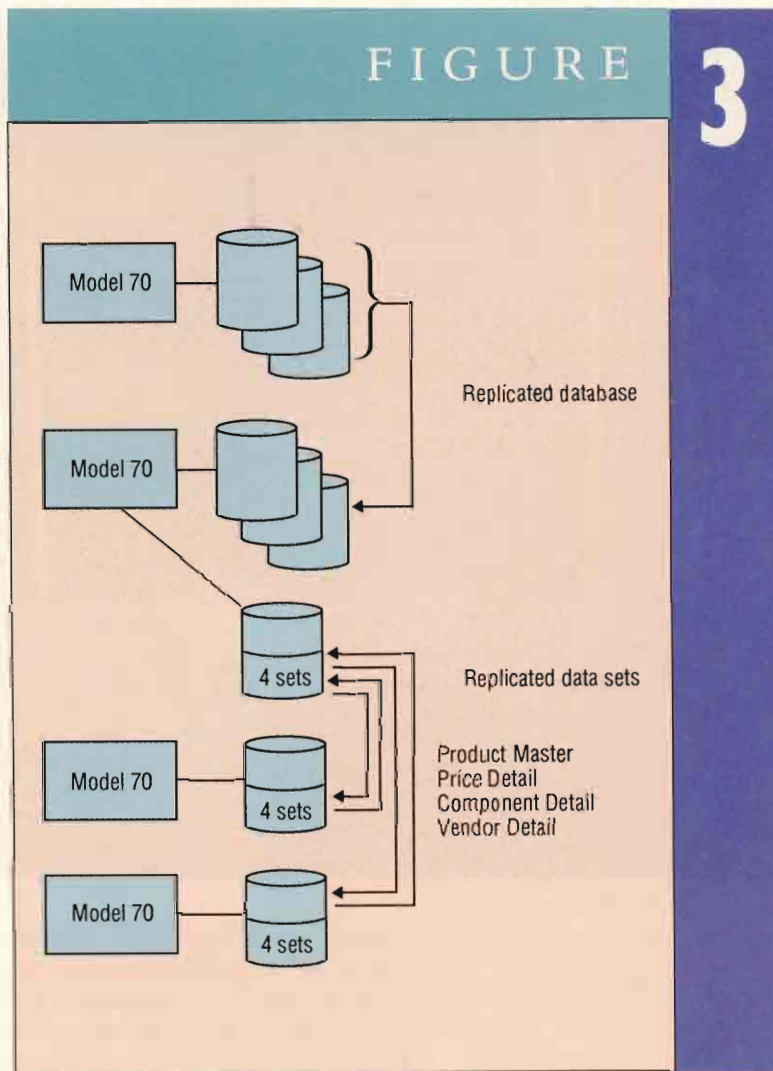 FIGURE 3
Model 70
Replicated database
Model 70
4 sets
Replicated data sets
Model 70
4 sets
Product Master
Price Detail
Component Detail
Vendor Detail
Model 70
4 sets